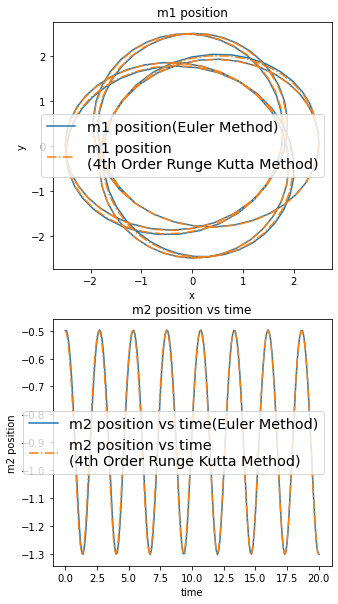 m1 position
2
1
0
−1
−2
y
m1 position(Euler Method)
m1 position
(4th Order Runge Kutta Method)
−2
−1
0
1
2
x
m2 position vs time
−0.5
−0.6
−0.7
−0.8
−0.9
−1.0
−1.1
−1.2
−1.3
m2 position
m2 position vs time(Euler Method)
m2 position vs time
(4th Order Runge Kutta Method)
0.0
2.5
5.0
7.5
10.0
12.5
15.0
17.5
20.0
time